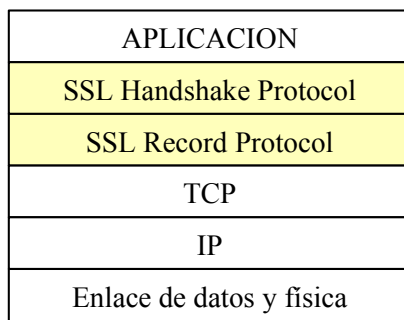 APLICACION
SSL Handshake Protocol
SSL Record Protocol
TCP
IP
Enlace de datos y física